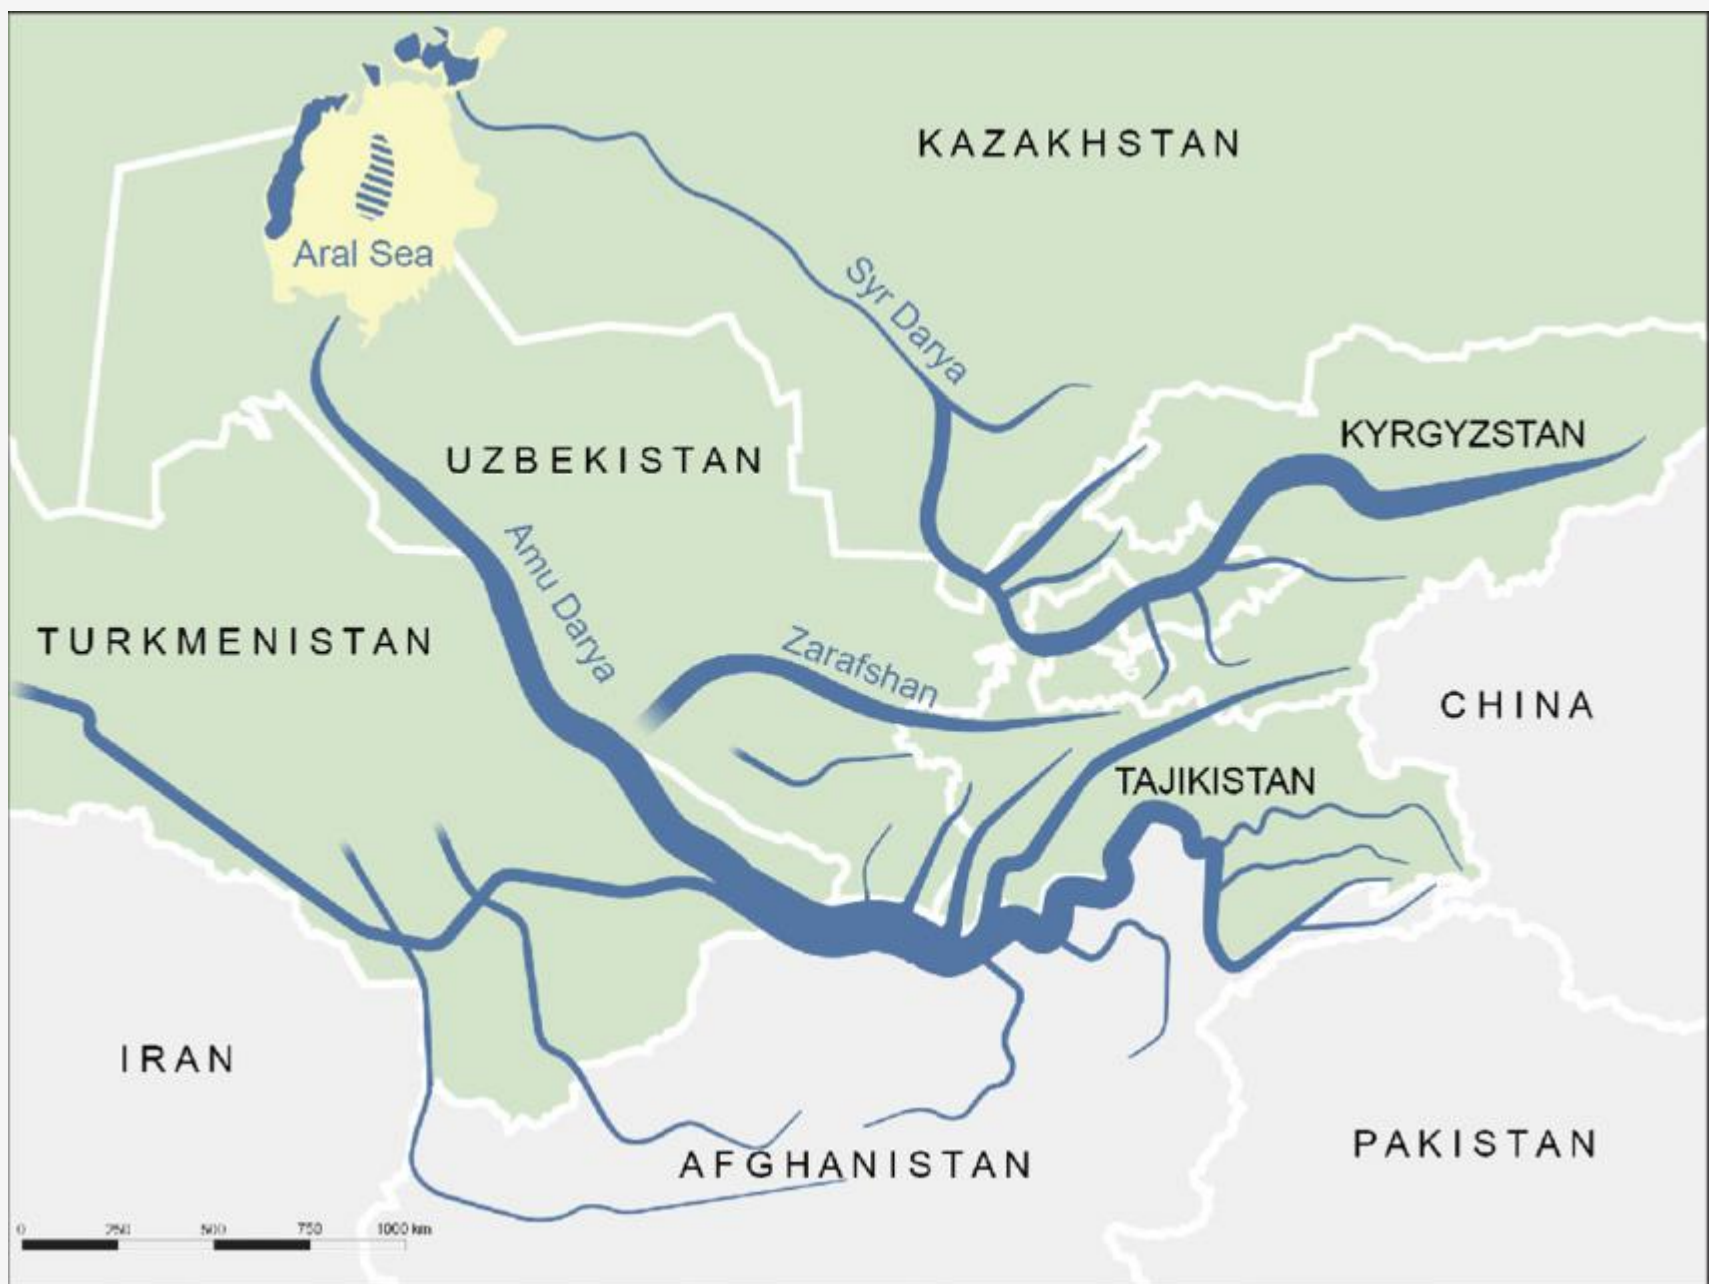 KAZAKHSTAN
Aral Sea
Syr Darya
KYRGYZSTAN
UZBEKISTAN
Amu Darya
TURKMENISTAN
Zarafshan
CHINA
TAJIKISTAN
IRAN
AFGHANISTAN
PAKISTAN
0 250 500 750 1000 km